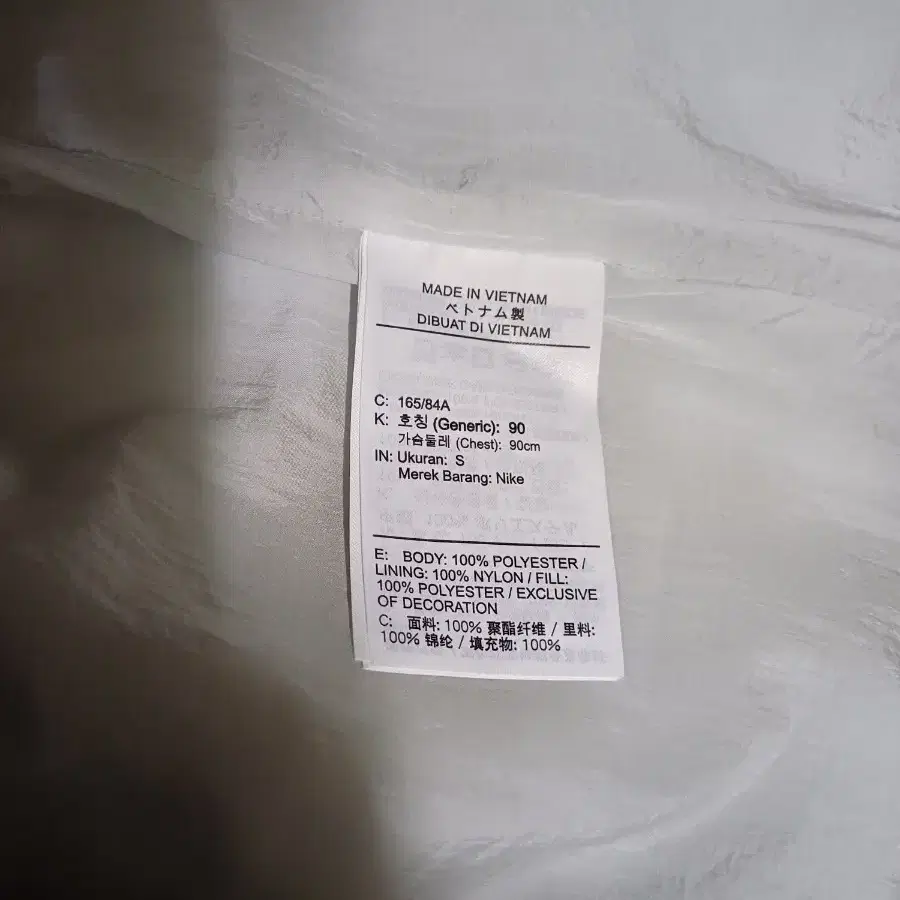 MADE IN VIETNAM
ベトナム製
DIBUAT DI VIETNAM
C: 165/84A
K: 호칭 (Generic): 90
가슴둘레 (Chest): 90cm
IN: Ukuran: S
Merek Barang: Nike
E: BODY: 100% POLYESTER /
LINING: 100% NYLON / FILL:
100% POLYESTER / EXCLUSIVE
OF DECORATION
C: 面料: 100% 聚酯纤维 / 里料:
100% 锦纶 / 填充物: 100%